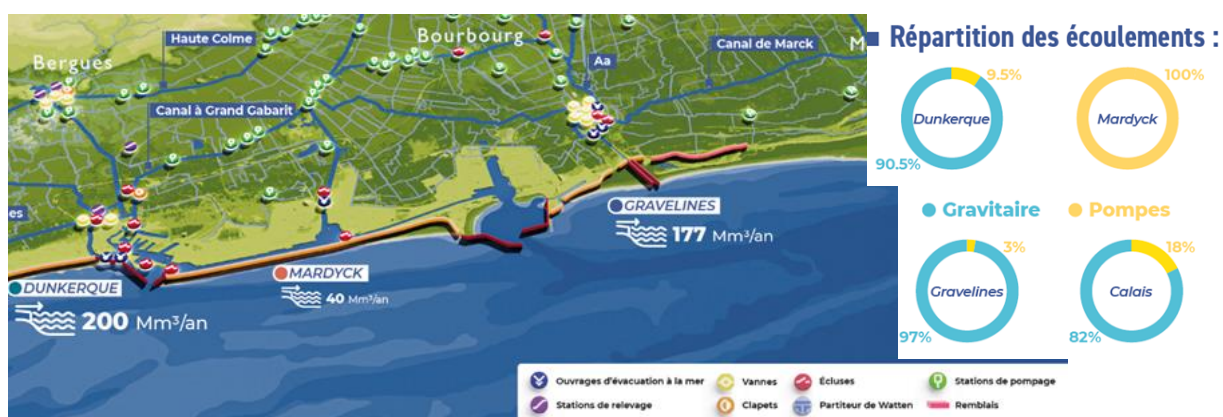 Haute Colme
Bergues
Bourbourg
Canal de Marck
M
Aa
Canal à Grand Gabarit
es
GRAVELINES
177 Mm³/an
MARDYCK
40 Mm³/an
DUNKERQUE
200 Mm³/an
Ouvrages d'évacuation à la mer
Vannes
Écluses
Stations de pompage
Stations de relevage
Clapets
Partiteur de Watten
Remblais
Répartition des écoulements :
9.5%
Dunkerque
90.5%
100%
Mardyck
Gravitaire
Pompes
3%
Gravelines
97%
18%
Calais
82%